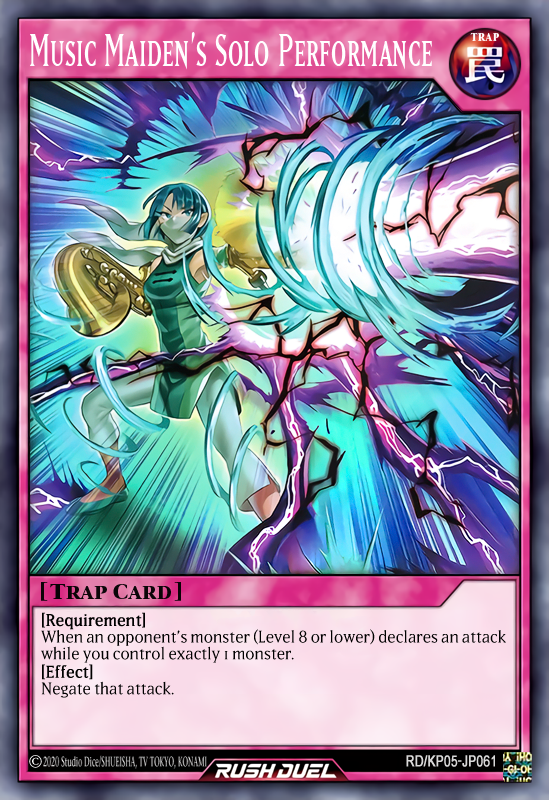 Music Maiden's Solo Performance
TRAP
罠
[Trap Card]
[Requirement]
When an opponent's monster (Level 8 or lower) declares an attack
while you control exactly 1 monster.
[Effect]
Negate that attack.
©2020 Studio Dice/SHUEISHA, TV TOKYO, KONAMI
RUSH DUEL
RD/KP05-JP061